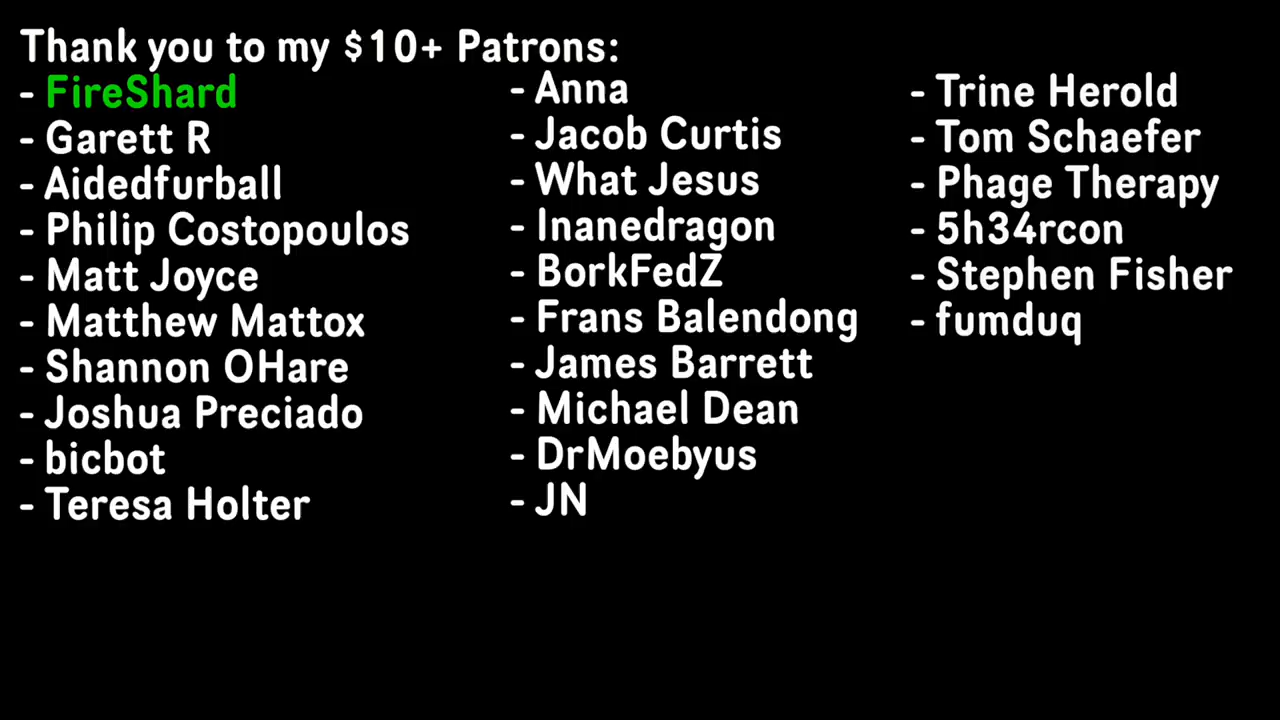 Thank you to my $10+ Patrons:
- FireShard
- Garett R
- Aidedfurball
- Philip Costopoulos
- Matt Joyce
- Matthew Mattox
- Shannon OHare
- Joshua Preciado
- bicbot
- Teresa Holter
- Anna
- Jacob Curtis
- What Jesus
- Inanedragon
- BorkFedZ
- Frans Balendong
- James Barrett
- Michael Dean
- DrMoebyus
- JN
- Trine Herold
- Tom Schaefer
- Phage Therapy
- 5h34rcon
- Stephen Fisher
- fumduq